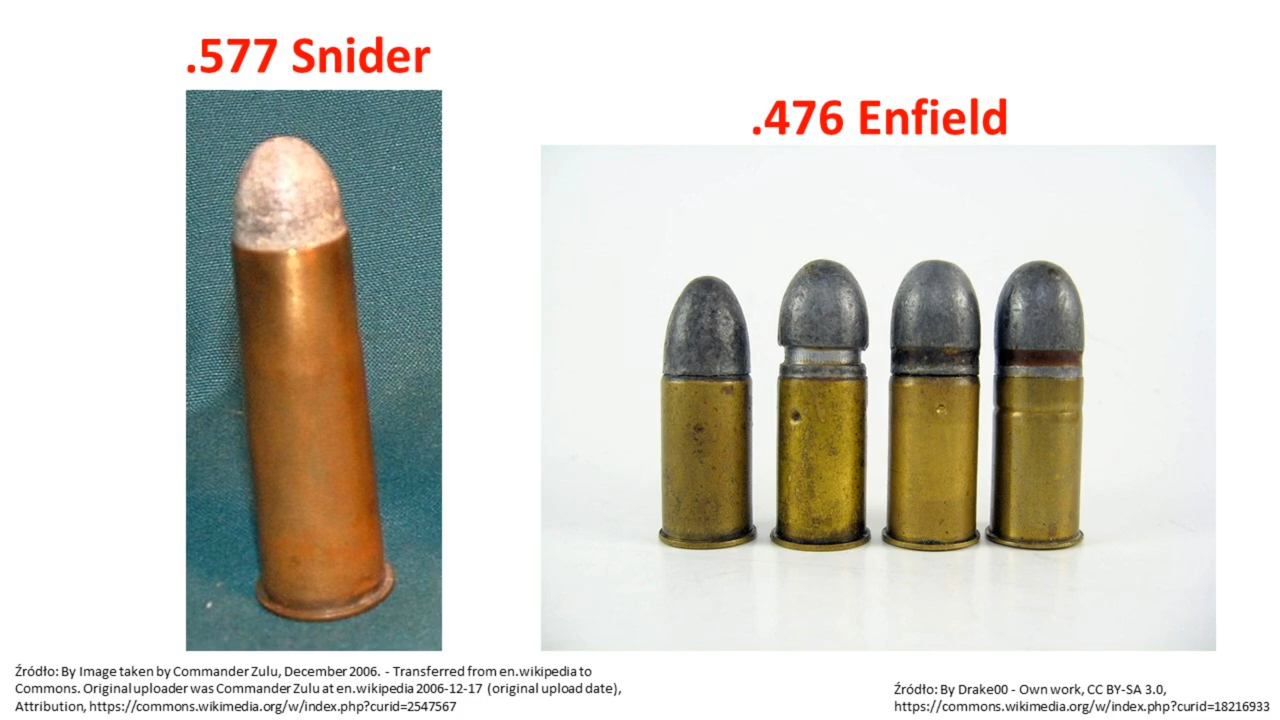 .577 Snider
.476 Enfield
Źródło: By Image taken by Commander Zulu, December 2006. - Transferred from en.wikipedia to
Commons. Original uploader was Commander Zulu at en.wikipedia 2006-12-17 (original upload date),
Attribution, https://commons.wikimedia.org/w/index.php?curid=2547567
Źródło: By Drake00 - Own work, CC BY-SA 3.0,
https://commons.wikimedia.org/w/index.php?curid=18216933